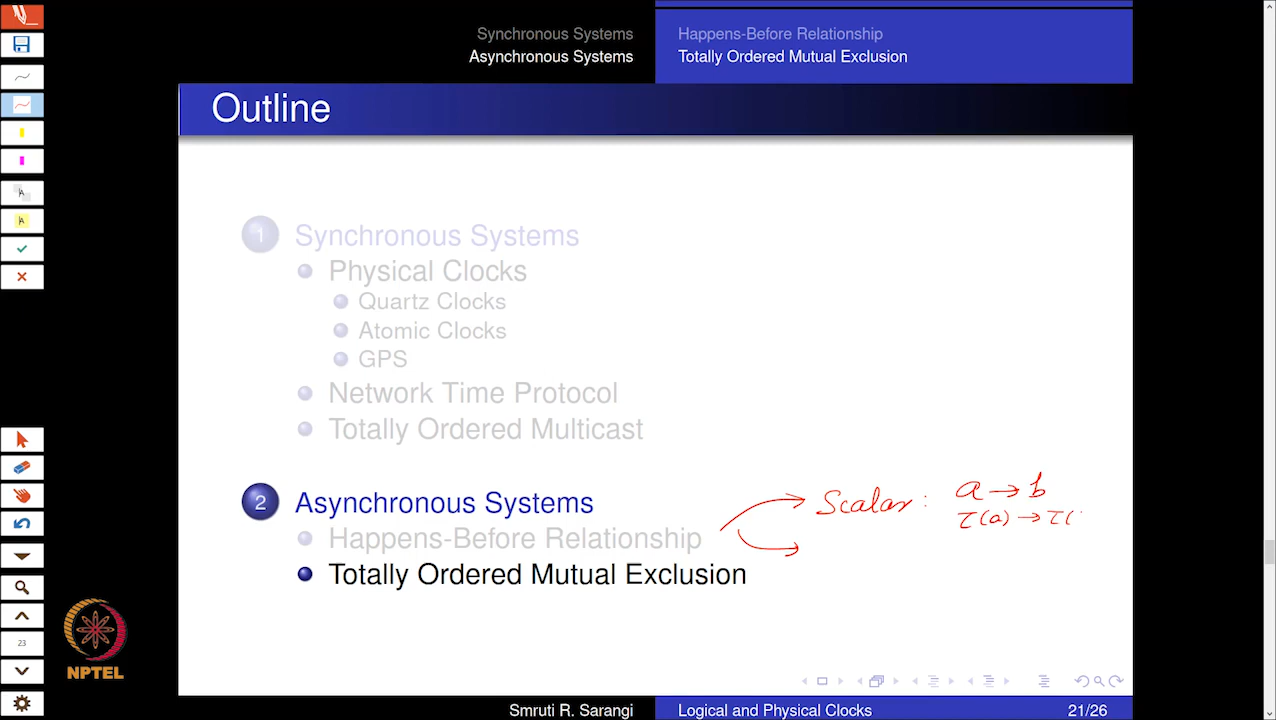 Synchronous Systems
Asynchronous Systems
Happens-Before Relationship
Totally Ordered Mutual Exclusion
Outline
1 Synchronous Systems
Physical Clocks
Quartz Clocks
Atomic Clocks
GPS
Network Time Protocol
Totally Ordered Multicast
2 Asynchronous Systems
Happens-Before Relationship
Totally Ordered Mutual Exclusion
Scalar: a → b
τ(a) → τ(
23
NPTEL
Smruti R. Sarangi
Logical and Physical Clocks
21/26